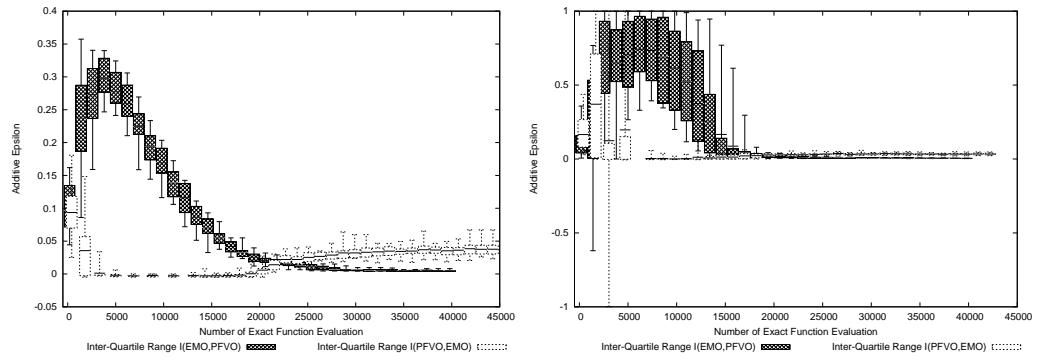 0.4
0.35
0.3
0.25
0.2
0.15
0.1
0.05
0
-0.05
Additive Epsilon
0 5000 10000 15000 20000 25000 30000 35000 40000 45000
Number of Exact Function Evaluation
Inter-Quartile Range I(EMO,PFVO)
Inter-Quartile Range I(PFVO,EMO)
1
0.5
0
-0.5
-1
Additive Epsilon
0 5000 10000 15000 20000 25000 30000 35000 40000 45000
Number of Exact Function Evaluation
Inter-Quartile Range I(EMO,PFVO)
Inter-Quartile Range I(PFVO,EMO)